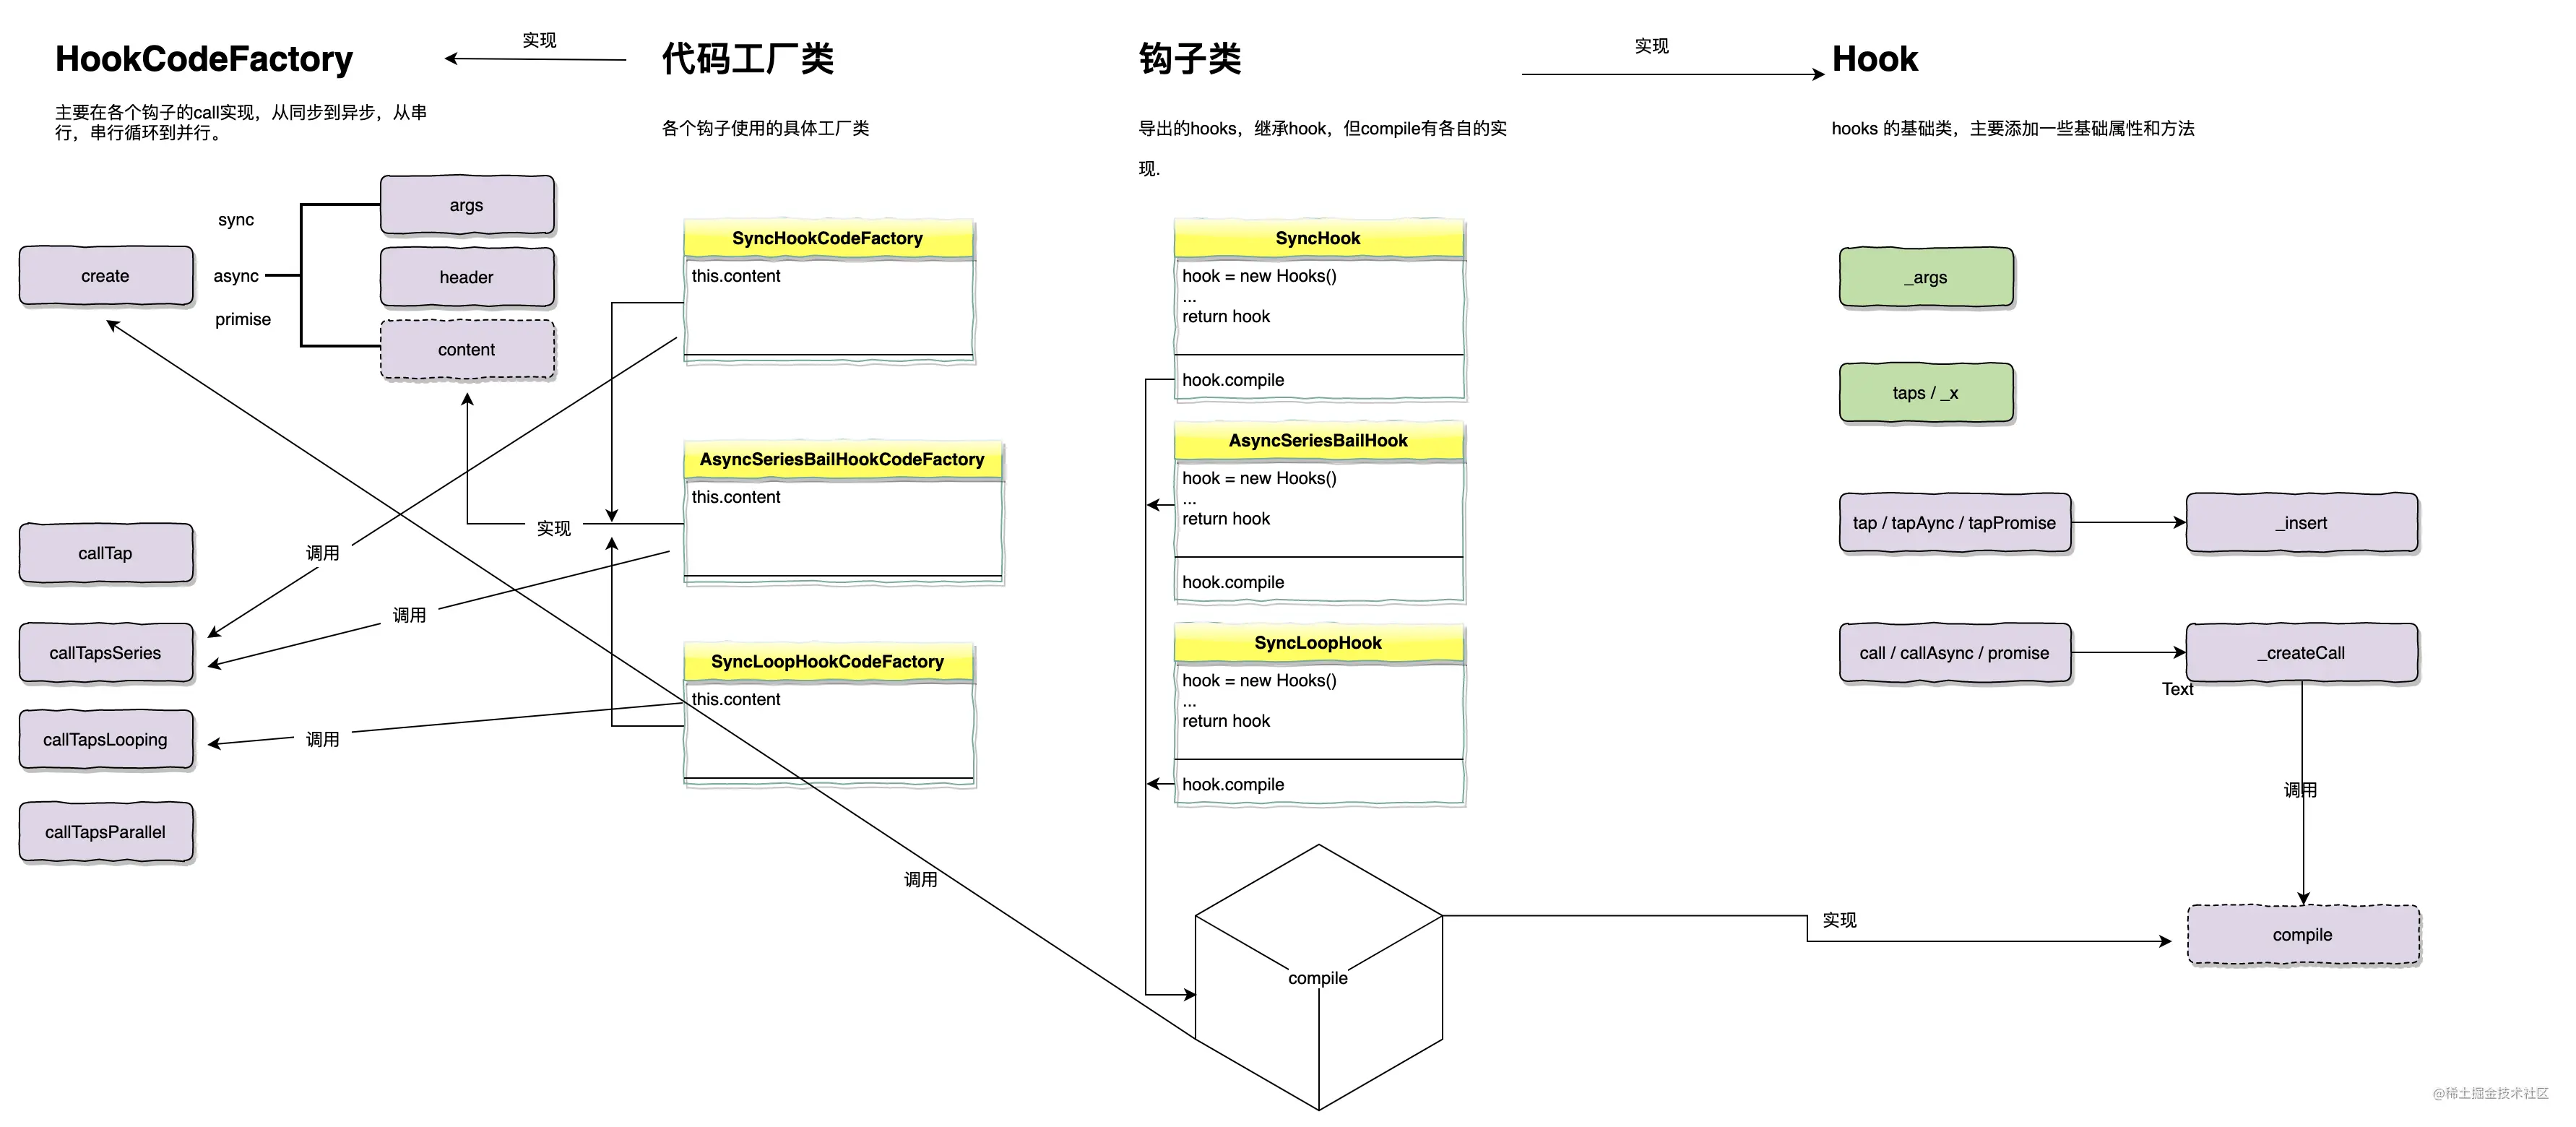 HookCodeFactory
主要在各个钩子的call实现，从同步到异步，从串
行，串行循环到并行。
实现
代码工厂类
各个钩子使用的具体工厂类
钩子类
导出的hooks，继承hook，但compile有各自的实
现.
实现
Hook
hooks 的基础类，主要添加一些基础属性和方法
create
sync
async
primise
args
header
content
callTap
callTapsSeries
callTapsLooping
callTapsParallel
调用
调用
调用
实现
SyncHookCodeFactory
this.content
AsyncSeriesBailHookCodeFactory
this.content
SyncLoopHookCodeFactory
this.content
调用
SyncHook
hook = new Hooks()
...
return hook
hook.compile
AsyncSeriesBailHook
hook = new Hooks()
...
return hook
hook.compile
SyncLoopHook
hook = new Hooks()
...
return hook
hook.compile
compile
实现
_args
taps / _x
tap / tapAync / tapPromise
_insert
call / callAsync / promise
_createCall
Text
调用
compile
@稀土掘金技术社区